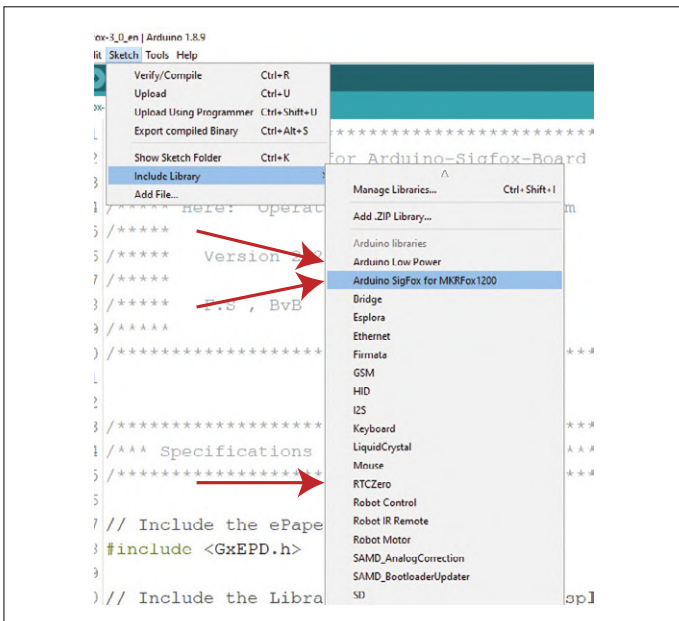 ox-3_0_en | Arduino 1.8.9
Sketch Tools Help
Verify/Compile Ctrl+R
Upload Ctrl+U
Upload Using Programmer Ctrl+Shift+U
Export compiled Binary Ctrl+Alt+S
Show Sketch Folder Ctrl+K
Include Library
Add File...
Manage Libraries... Ctrl+Shift+I
Add .ZIP Library...
Arduino libraries
Arduino Low Power
Arduino SigFox for MKRFox1200
Bridge
Esplora
Ethernet
Firmata
GSM
HID
I2S
Keyboard
LiquidCrystal
Mouse
RTCZero
Robot Control
Robot IR Remote
Robot Motor
SAMD_AnalogCorrection
SAMD_BootloaderUpdater
SD
*************************
for Arduino-Sigfox-Board
/***** Here: Operat
/*****
/***** Version
/*****
/***** F.S , BvB
/*****
/*******************
/*******************
/*** Specifications
/*******************
// Include the ePape
#include <GxEPD.h>
// Include the Libra